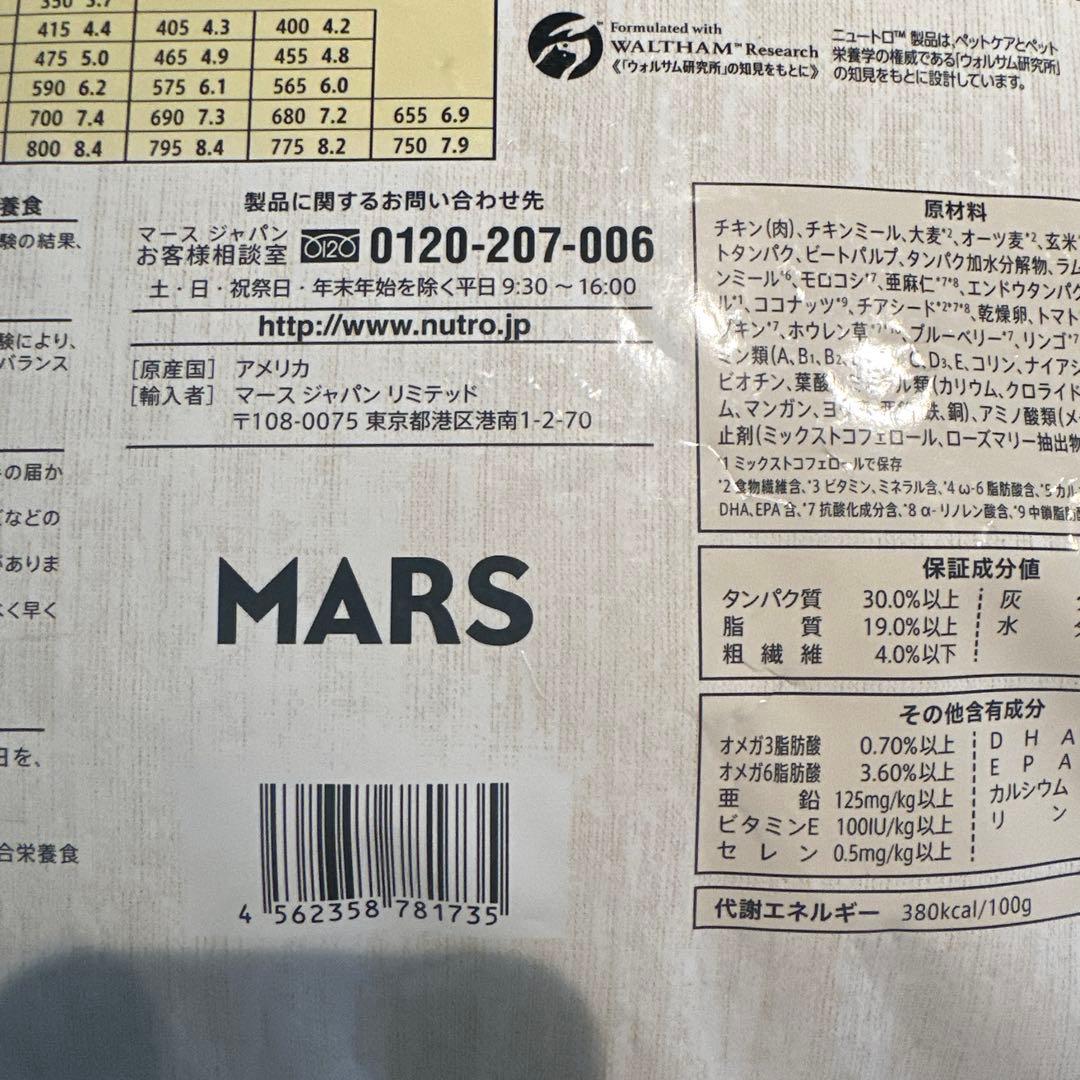 350 3.7
415 4.4 405 4.3 400 4.2
475 5.0 465 4.9 455 4.8
590 6.2 575 6.1 565 6.0
700 7.4 690 7.3 680 7.2 655 6.9
800 8.4 795 8.4 775 8.2 750 7.9
Formulated with
WALTHAM™ Research
《「ウォルサム研究所」の知見をもとに》
ニュートロ™ 製品は、ペットケアとペット
栄養学の権威である「ウォルサム研究所」
の知見をもとに設計しています。
養食
験の結果、
験により、
バランス
の届か
などの
がありま
く早く
日を、
合栄養食
製品に関するお問い合わせ先
マース ジャパン
お客様相談室 0120 0120-207-006
土・日・祝祭日・年末年始を除く平日 9:30 ～ 16:00
http://www.nutro.jp
［原産国］ アメリカ
［輸入者］ マース ジャパン リミテッド
〒108-0075 東京都港区港南1-2-70
MARS
4 562358 781735
原材料
チキン（肉）、チキンミール、大麦*2、オーツ麦*2、玄米
トタンパク、ビートパルプ、タンパク加水分解物、ラム
ンミール*6、モロコシ*7、亜麻仁*7*8、エンドウタンパク
ル*1、ココナッツ*9、チアシード*2*7*8、乾燥卵、トマト
プキン*7、ホウレン草 ブルーベリー*7、リンゴ*7
ミン類（A、B1、B2 C、D3、E、コリン、ナイアシ
ビオチン、葉酸 ミネラル類（カリウム、クロライド
ム、マンガン、ヨ 鉄、銅）、アミノ酸類（メ
止剤（ミックストコフェロール、ローズマリー抽出物
*1 ミックストコフェロールで保存
*2 食物繊維含、*3 ビタミン、ミネラル含、*4 ω-6 脂肪酸含、*5 カル
DHA、EPA 含、*7 抗酸化成分含、*8 α-リノレン酸含、*9 中鎖脂肪酸
保証成分値
タンパク質 30.0%以上 灰
脂質 19.0%以上 水
粗繊維 4.0%以下
その他含有成分
オメガ3脂肪酸 0.70%以上 DHA
オメガ6脂肪酸 3.60%以上 EPA
亜鉛 125mg/kg以上 カルシウム
ビタミンE 100IU/kg以上 リン
セレン 0.5mg/kg以上
代謝エネルギー 380kcal/100g